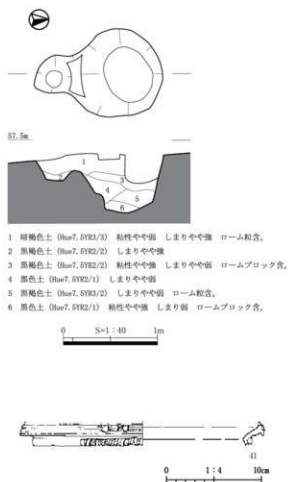 57.5m
1
2
3
4
5
6
1 暗褐色土 (Hue7.5YR3/3) 粘性やや弱 しまりやや強 ローム粒含。
2 黒褐色土 (Hue7.5YR2/2) しまりやや強
3 黒褐色土 (Hue7.5YR2/2) 粘性やや強 しまりやや弱 ロームブロック含。
4 黒色土 (Hue7.5YR2/1) しまりやや弱
5 黒褐色土 (Hue7.5YR3/2) しまりやや弱 ローム粒含。
6 黒色土 (Hue7.5YR2/1) 粘性やや強 しまり弱 ロームブロック含。
0 S=1:40 1m
41
0 1:4 10cm